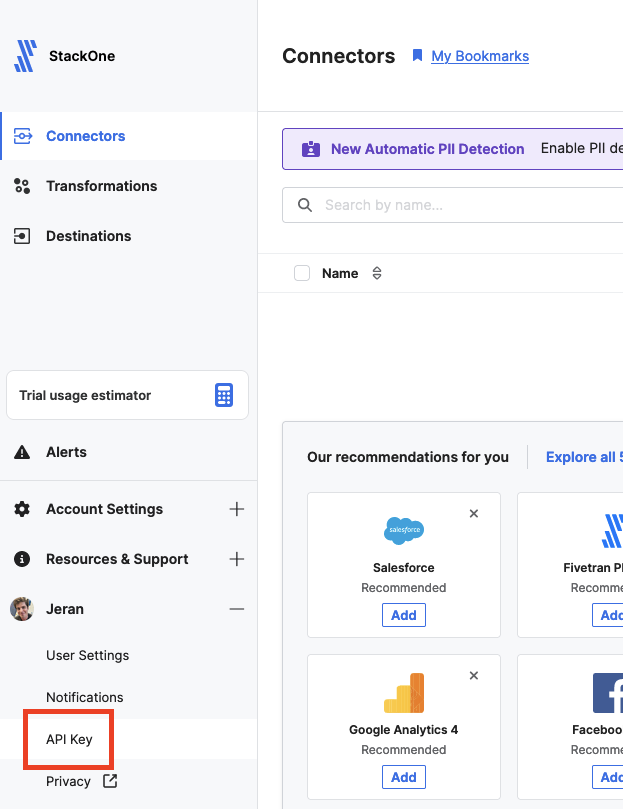 StackOne
Connectors
My Bookmarks
Connectors
New Automatic PII Detection
Enable PII de
Search by name...
Transformations
Destinations
Name
Trial usage estimator
Alerts
Our recommendations for you
Explore all 5
Account Settings
Resources & Support
Jeran
User Settings
Notifications
API Key
Privacy
salesforce
Salesforce
Recommended
Add
Fivetran Pl
Recomme
Add
Google Analytics 4
Recommended
Add
Faceboo
Recomme
Add